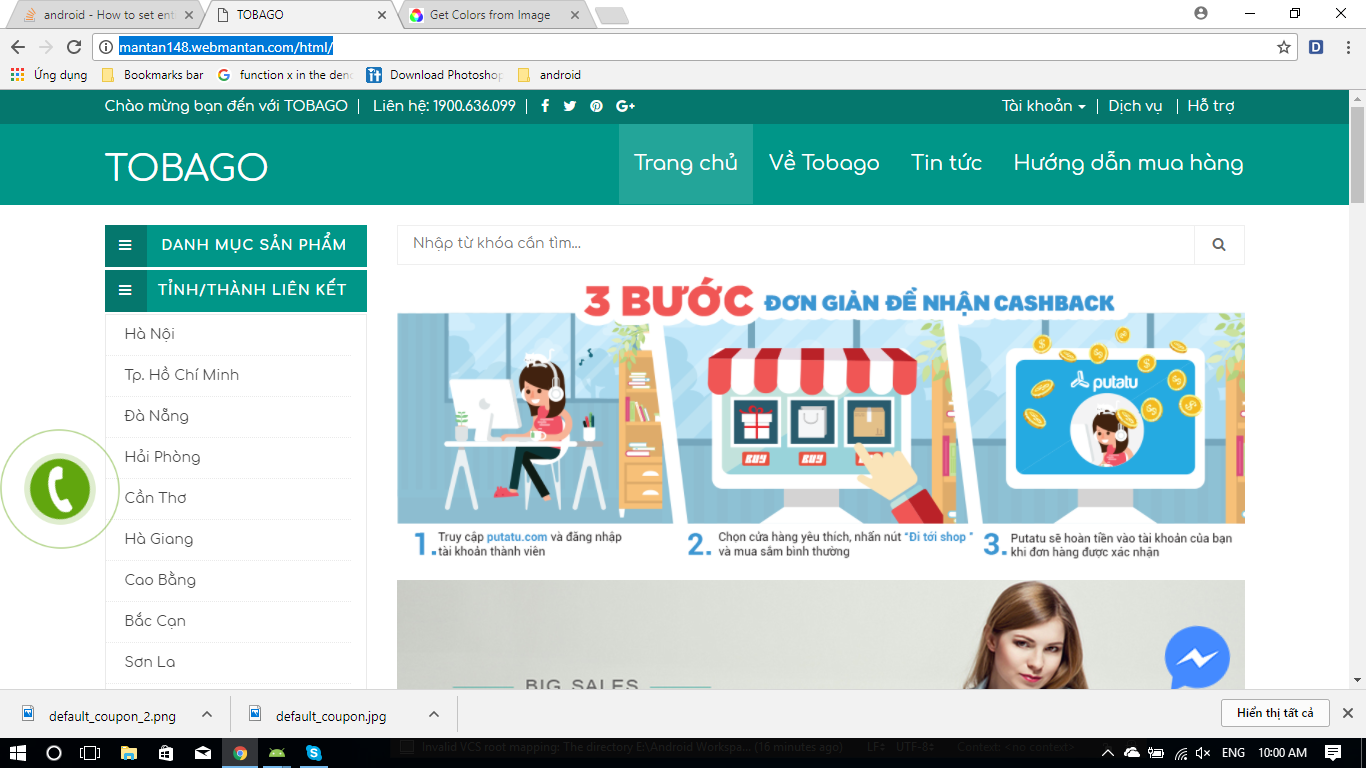 android - How to set ent
TOBAGO
Get Colors from Image
mantan148.webmantan.com/html/
Ứng dụng
Bookmarks bar
function x in the den
Download Photosho
android
Chào mừng bạn đến với TOBAGO | Liên hệ: 1900.636.099 |
Tài khoản | Dịch vụ | Hỗ trợ
TOBAGO
Trang chủ
Về Tobago
Tin tức
Hướng dẫn mua hàng
DANH MỤC SẢN PHẨM
Nhập từ khóa cần tìm...
TỈNH/THÀNH LIÊN KẾT
Hà Nội
Tp. Hồ Chí Minh
Đà Nẵng
Hải Phòng
Cần Thơ
Hà Giang
Cao Bằng
Bắc Cạn
Sơn La
3 BƯỚC ĐƠN GIẢN ĐỂ NHẬN CASHBACK
putatu
BUY BUY BUY
1. Truy cập putatu.com và đăng nhập
tài khoản thành viên
2. Chọn cửa hàng yêu thích, nhấn nút "Đi tới shop "
và mua sắm bình thường
3. Putatu sẽ hoàn tiền vào tài khoản của bạn
khi đơn hàng được xác nhận
BIG SALES
default_coupon_2.png
default_coupon.jpg
Hiển thị tất cả
Invalid VCS root mapping: The directory E:\Android Workspa... (16 minutes ago)
LF
UTF-8
Context: <no context>
ENG
10:00 AM